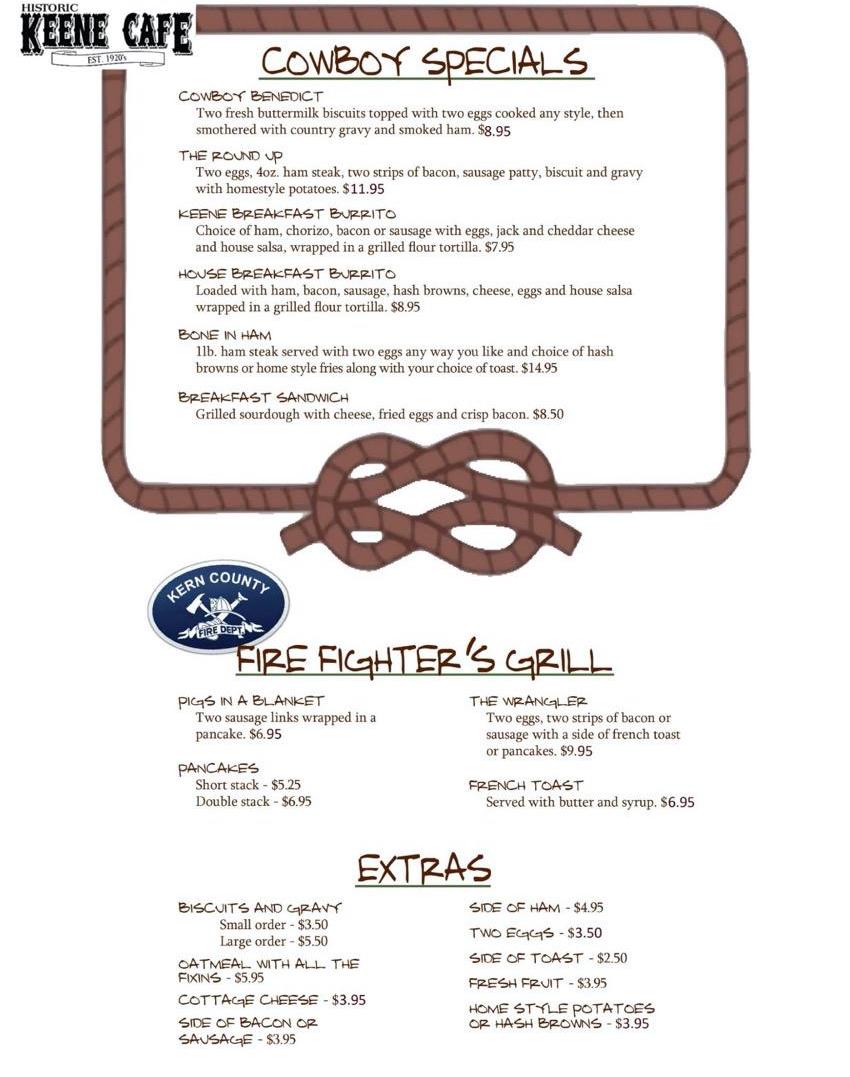 HISTORIC
KEENE CAFE
EST. 1920's
COWBOY SPECIALS
COWBOY BENEDICT
Two fresh buttermilk biscuits topped with two eggs cooked any style, then
smothered with country gravy and smoked ham. $8.95
THE ROUND UP
Two eggs, 4oz. ham steak, two strips of bacon, sausage patty, biscuit and gravy
with homestyle potatoes. $11.95
KEENE BREAKFAST BURRITO
Choice of ham, chorizo, bacon or sausage with eggs, jack and cheddar cheese
and house salsa, wrapped in a grilled flour tortilla. $7.95
HOUSE BREAKFAST BURRITO
Loaded with ham, bacon, sausage, hash browns, cheese, eggs and house salsa
wrapped in a grilled flour tortilla. $8.95
BONE IN HAM
1lb. ham steak served with two eggs any way you like and choice of hash
browns or home style fries along with your choice of toast. $14.95
BREAKFAST SANDWICH
Grilled sourdough with cheese, fried eggs and crisp bacon. $8.50
KERN COUNTY
FIRE DEPT.
FIRE FIGHTER'S GRILL
PIGS IN A BLANKET
Two sausage links wrapped in a
pancake. $6.95
PANCAKES
Short stack - $5.25
Double stack - $6.95
THE WRANGLER
Two eggs, two strips of bacon or
sausage with a side of french toast
or pancakes. $9.95
FRENCH TOAST
Served with butter and syrup. $6.95
EXTRAS
BISCUITS AND GRAVY
Small order - $3.50
Large order - $5.50
OATMEAL WITH ALL THE
FIXINS - $5.95
COTTAGE CHEESE - $3.95
SIDE OF BACON OR
SAUSAGE - $3.95
SIDE OF HAM - $4.95
TWO EGGS - $3.50
SIDE OF TOAST - $2.50
FRESH FRUIT - $3.95
HOME STYLE POTATOES
OR HASH BROWNS - $3.95